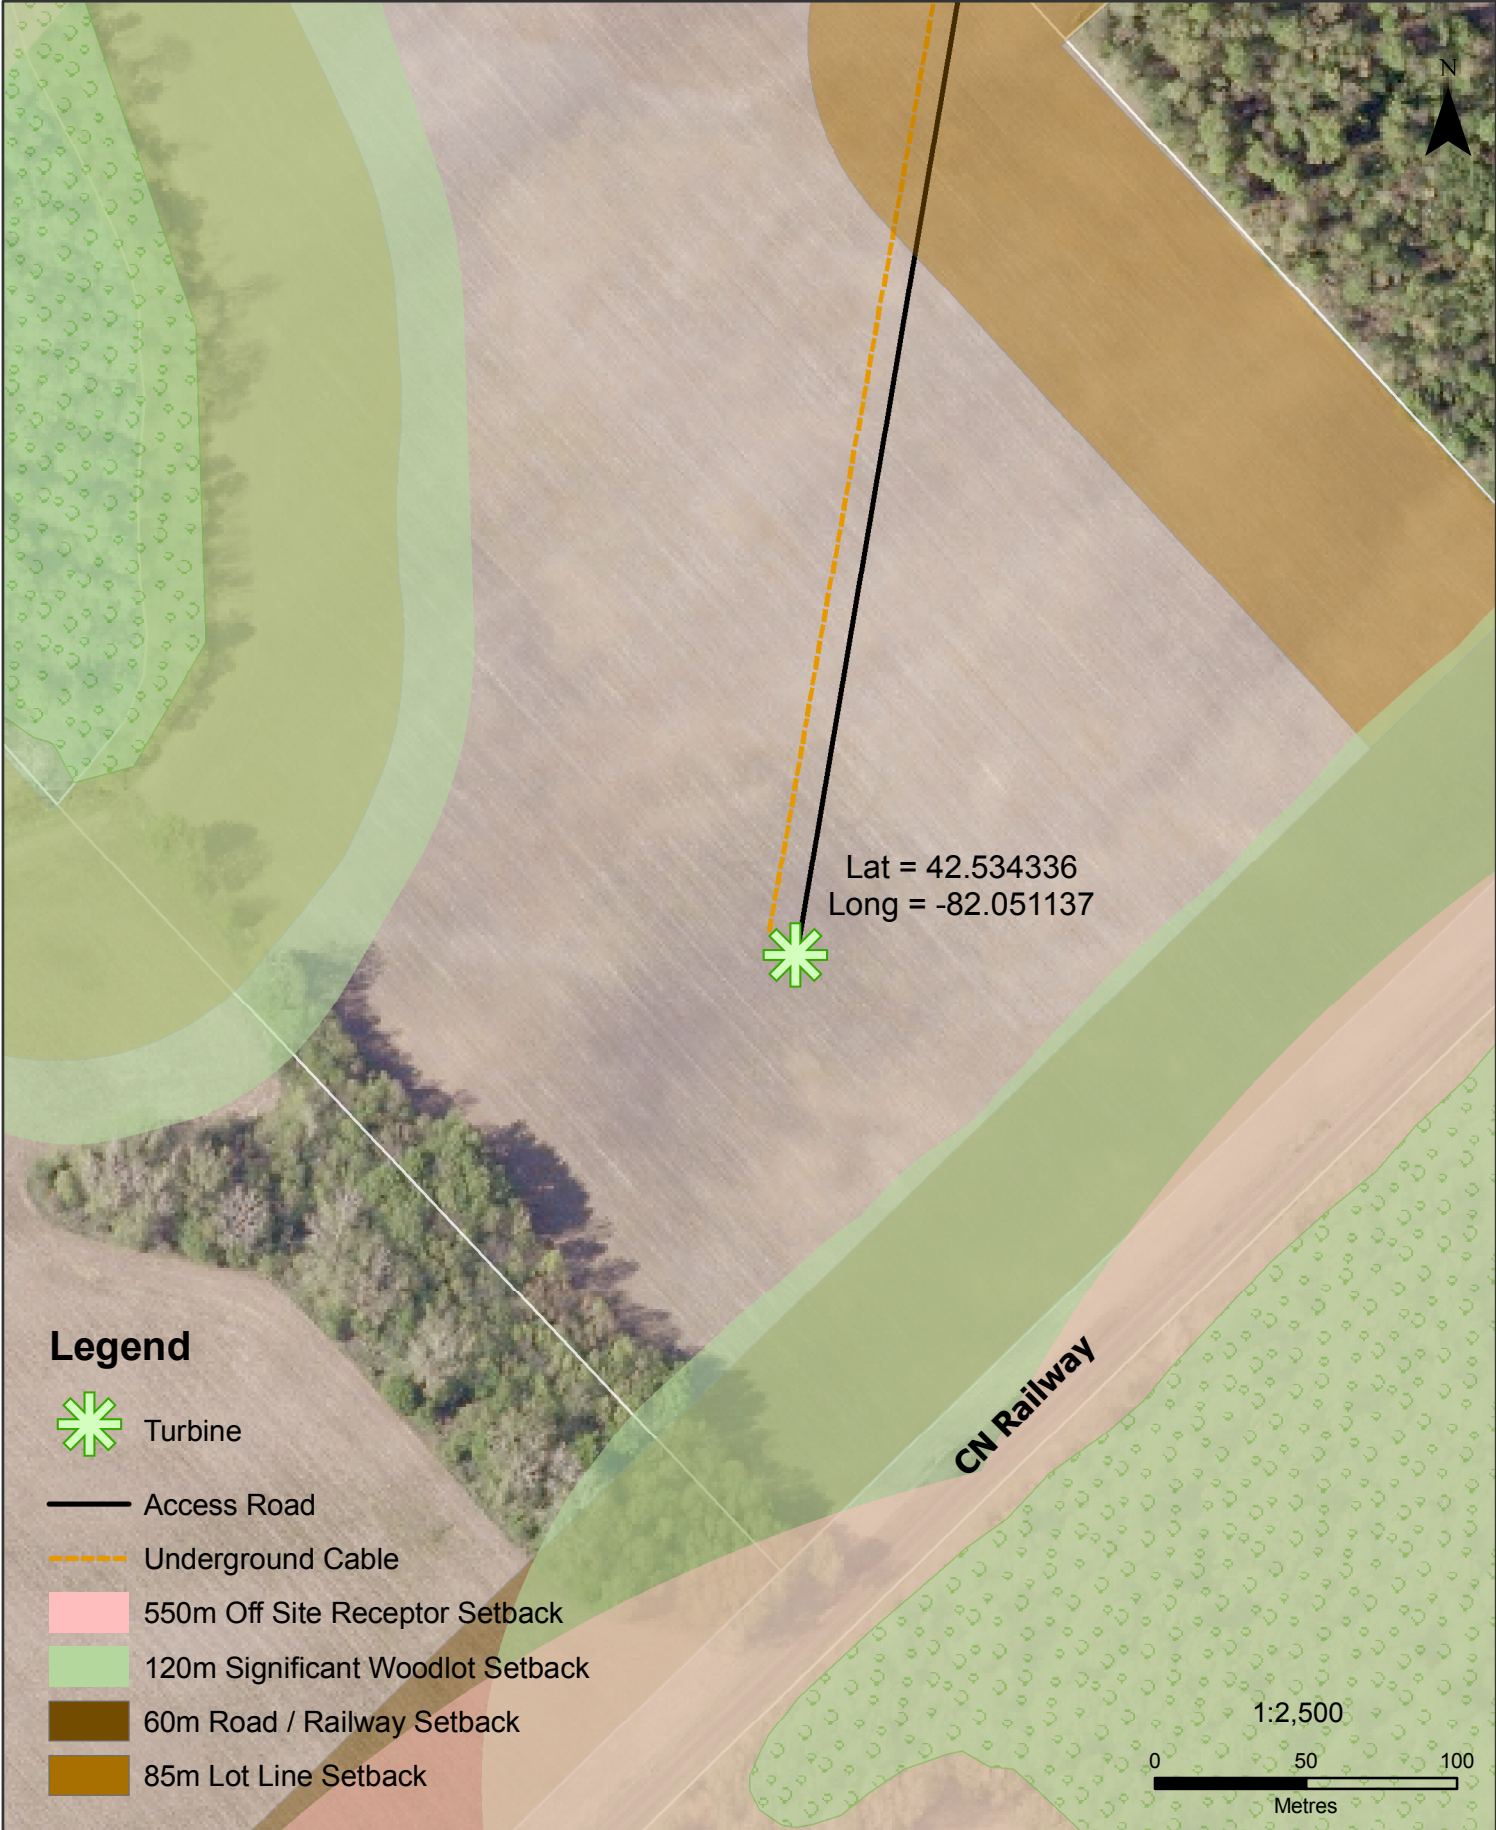 N
Lat = 42.534336
Long = -82.051137
CN Railway
Legend
Turbine
Access Road
Underground Cable
550m Off Site Receptor Setback
120m Significant Woodlot Setback
60m Road / Railway Setback
85m Lot Line Setback
1:2,500
0 50 100
Metres